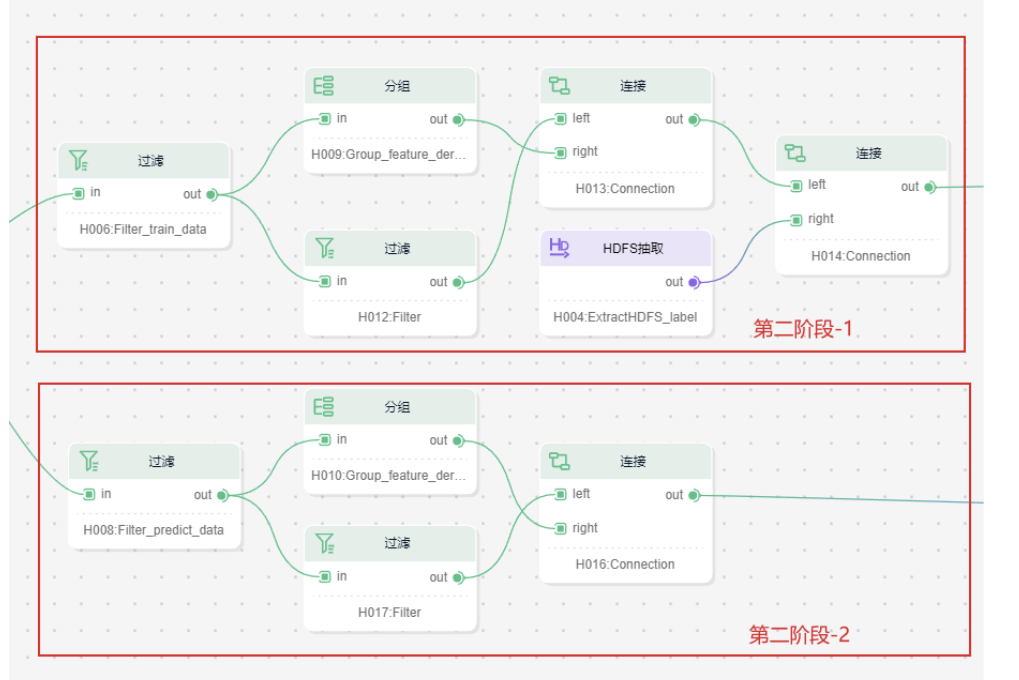 分组
in
out
H009:Group_feature_der...
连接
left
out
right
H013:Connection
过滤
in
out
H006:Filter_train_data
连接
left
out
right
H014:Connection
过滤
in
out
H012:Filter
HDFS抽取
out
H004:ExtractHDFS_label
第二阶段-1
分组
in
out
H010:Group_feature_der...
过滤
in
out
H008:Filter_predict_data
连接
left
out
right
H016:Connection
过滤
in
out
H017:Filter
第二阶段-2